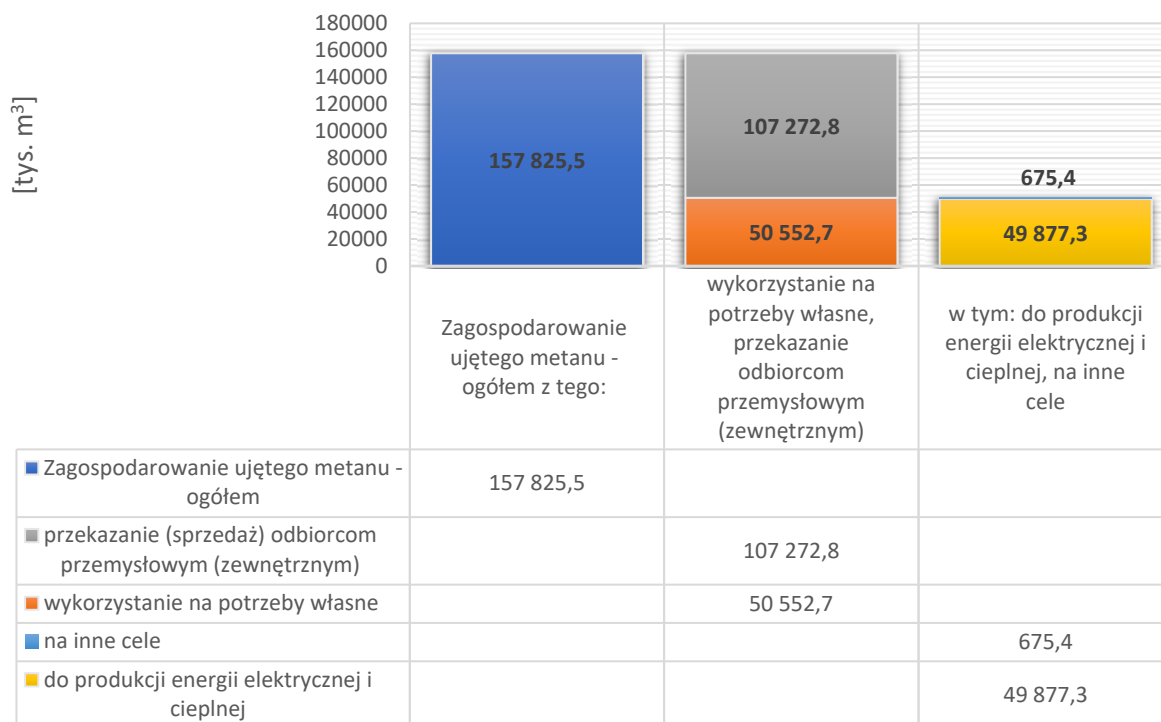 [tys. m³]
180000
160000
140000
120000
100000
80000
60000
40000
20000
0
157 825,5
107 272,8
50 552,7
675,4
49 877,3
Zagospodarowanie
ujętego metanu -
ogółem z tego:
wykorzystanie na
potrzeby własne,
przekazanie
odbiorcom
przemysłowym
(zewnętrznym)
w tym: do produkcji
energii elektrycznej i
cieplnej, na inne
cele
Zagospodarowanie ujętego metanu -
ogółem
157 825,5
przekazanie (sprzedaż) odbiorcom
przemysłowym (zewnętrznym)
107 272,8
wykorzystanie na potrzeby własne
50 552,7
na inne cele
675,4
do produkcji energii elektrycznej i
cieplnej
49 877,3